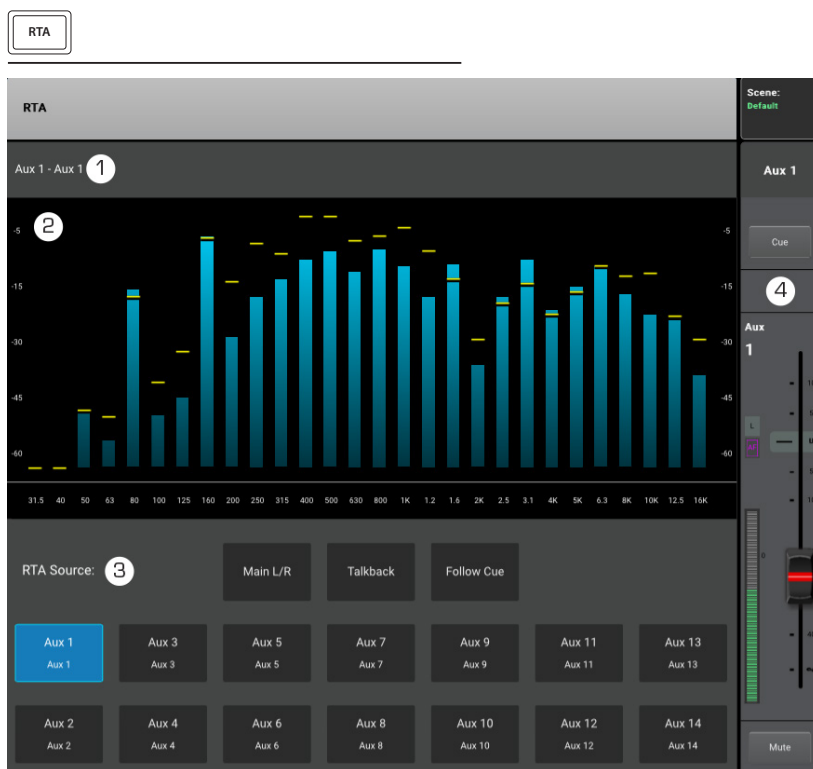 RTA
RTA
Scene:
Default
Aux 1 - Aux 1 1
Aux 1
2
-5 -5
Cue
-15 -15
4
Aux
1
-30 -30
-45 -45
L
-60 -60
31.5 40 50 63 80 100 125 160 200 250 315 400 500 630 800 1K 1.2 1.6 2K 2.5 3.1 4K 5K 6.3 8K 10K 12.5 16K
0
RTA Source: 3
Main L/R Talkback Follow Cue
Aux 1 Aux 3 Aux 5 Aux 7 Aux 9 Aux 11 Aux 13
Aux 1 Aux 3 Aux 5 Aux 7 Aux 9 Aux 11 Aux 13
Aux 2 Aux 4 Aux 6 Aux 8 Aux 10 Aux 12 Aux 14
Aux 2 Aux 4 Aux 6 Aux 8 Aux 10 Aux 12 Aux 14
Mute